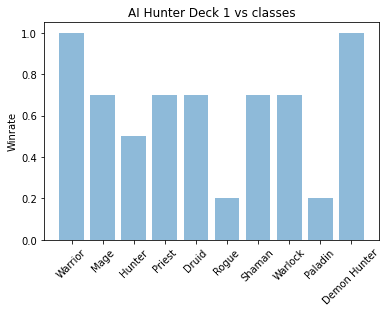 AI Hunter Deck 1 vs classes
Winrate
1.0
0.8
0.6
0.4
0.2
0.0
Warrior
Mage
Hunter
Priest
Druid
Rogue
Shaman
Warlock
Paladin
Demon Hunter